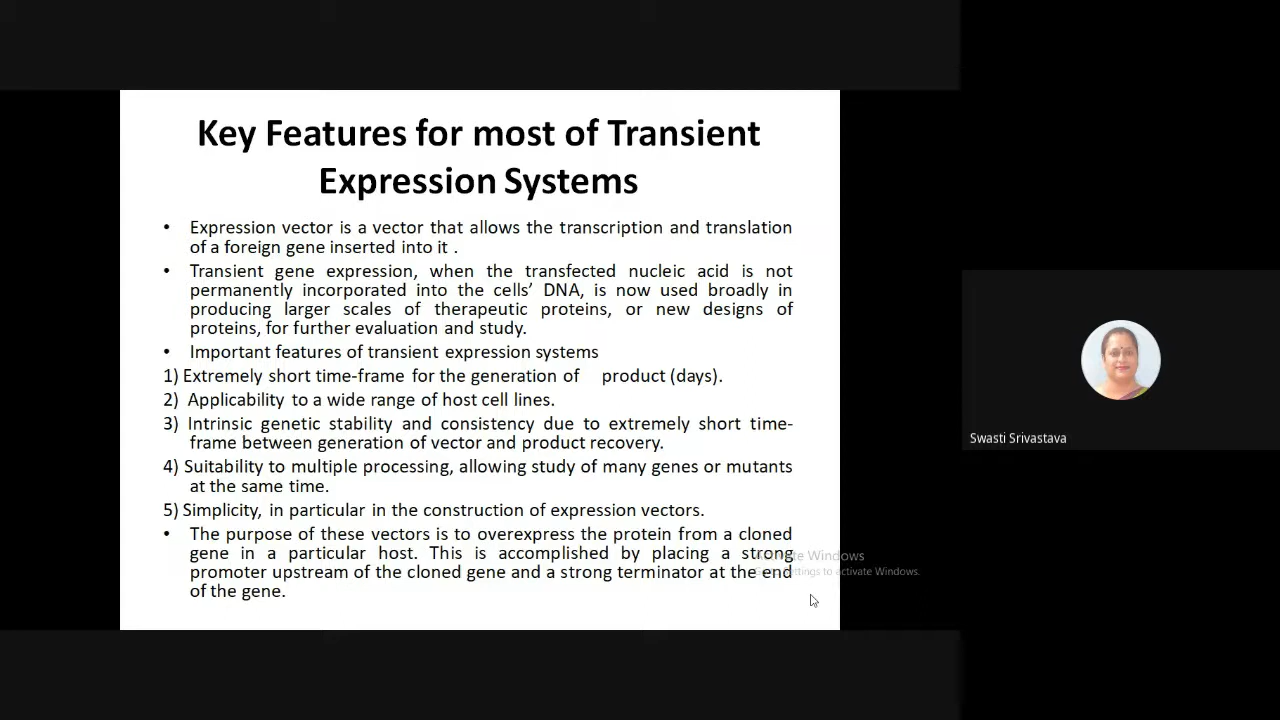 Key Features for most of Transient
Expression Systems
• Expression vector is a vector that allows the transcription and translation
of a foreign gene inserted into it .
• Transient gene expression, when the transfected nucleic acid is not
permanently incorporated into the cells’ DNA, is now used broadly in
producing larger scales of therapeutic proteins, or new designs of
proteins, for further evaluation and study.
• Important features of transient expression systems
1) Extremely short time-frame for the generation of product (days).
2) Applicability to a wide range of host cell lines.
3) Intrinsic genetic stability and consistency due to extremely short time-
frame between generation of vector and product recovery.
4) Suitability to multiple processing, allowing study of many genes or mutants
at the same time.
5) Simplicity, in particular in the construction of expression vectors.
• The purpose of these vectors is to overexpress the protein from a cloned
gene in a particular host. This is accomplished by placing a strong
promoter upstream of the cloned gene and a strong terminator at the end
of the gene.
Swasti Srivastava
Windows
to activate Windows.